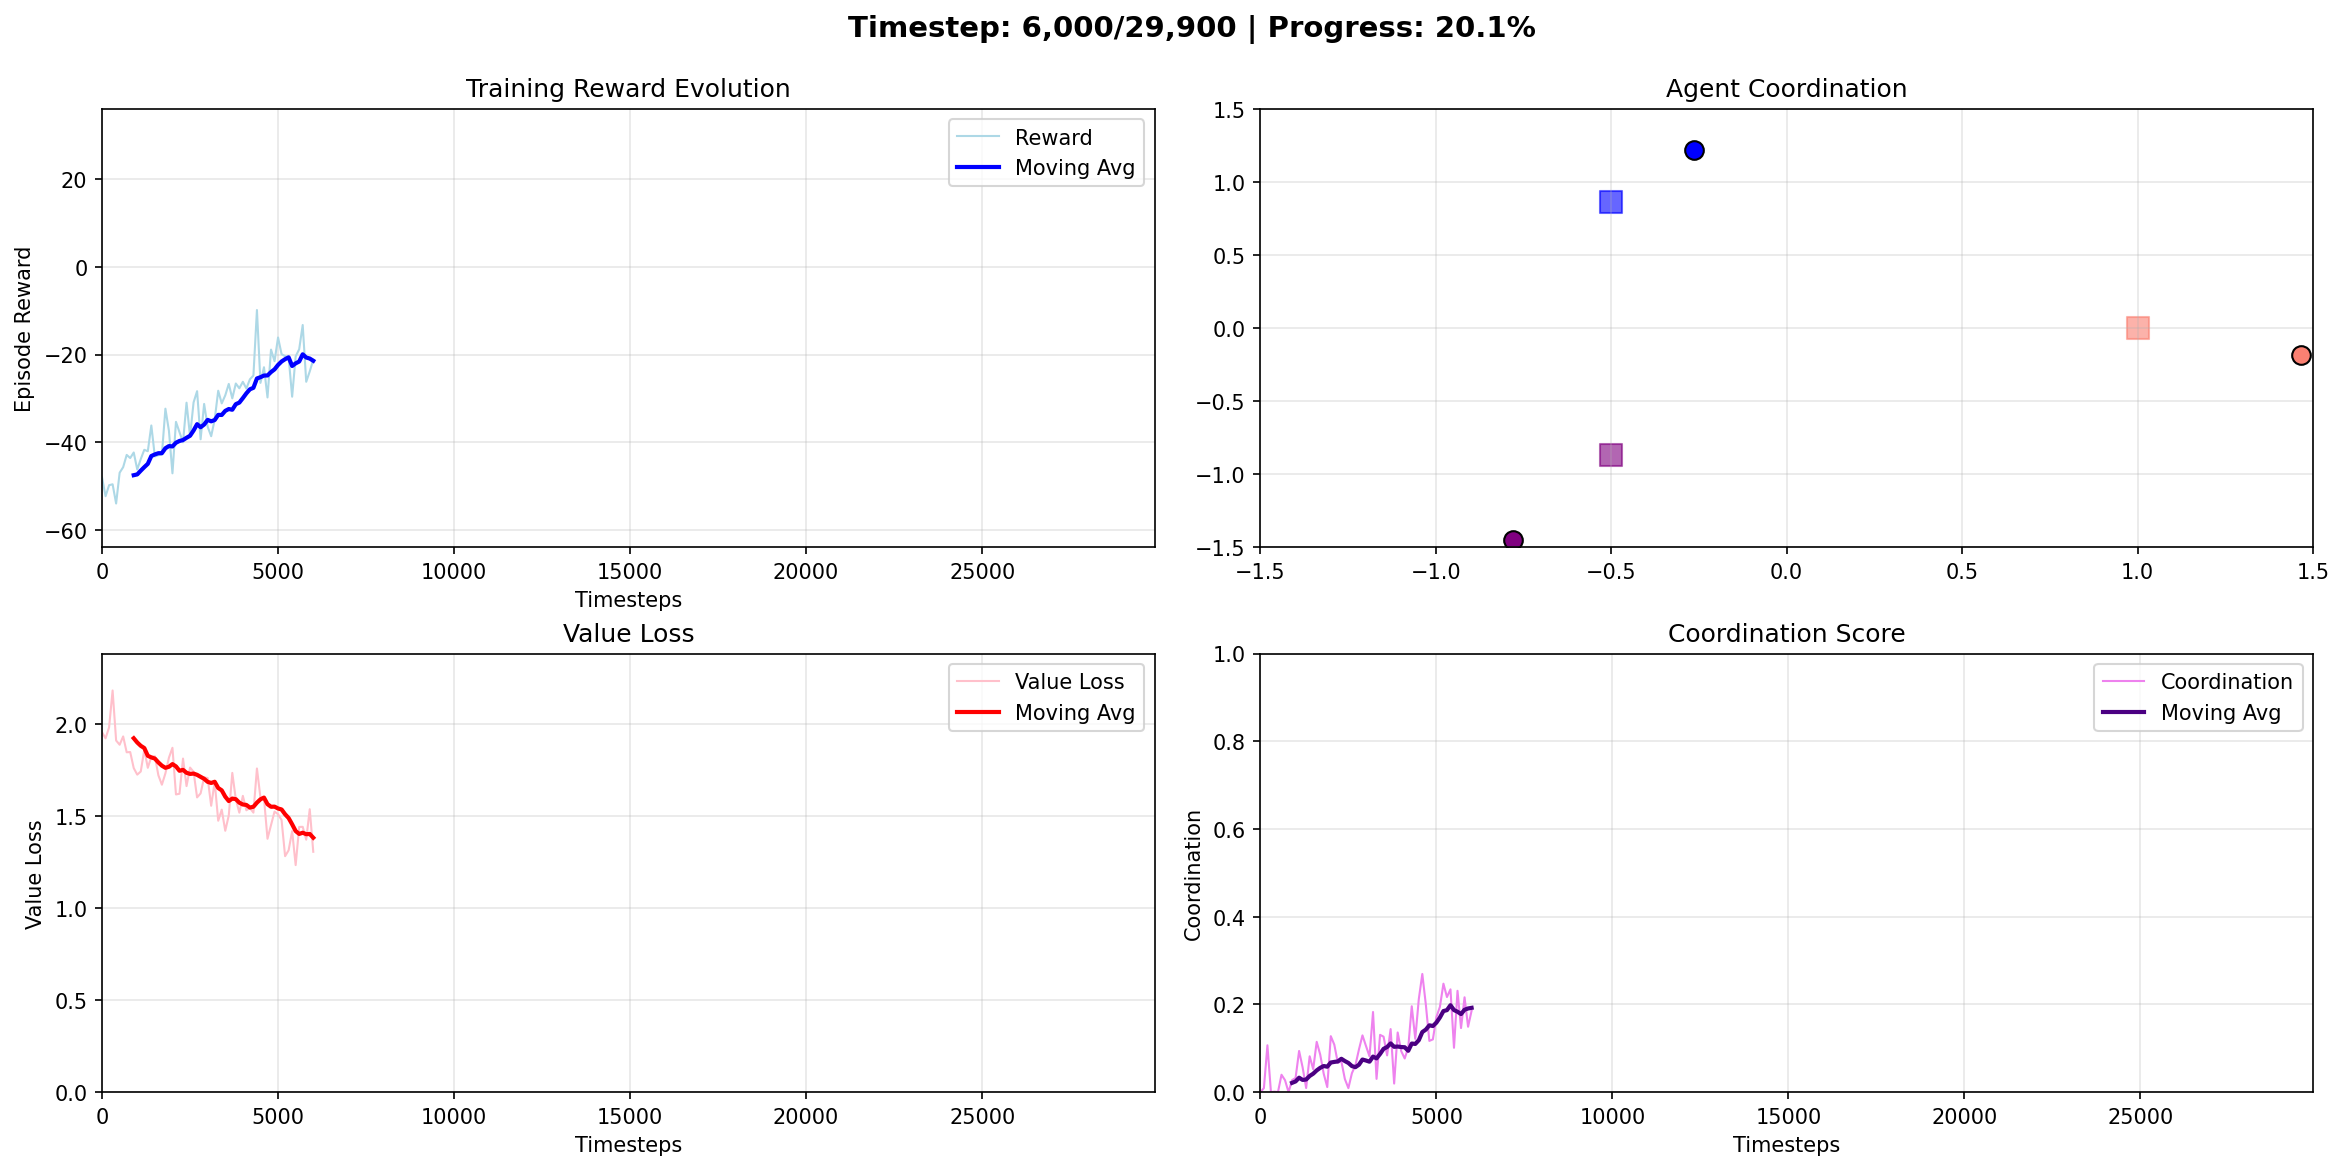 Timestep: 6,000/29,900 | Progress: 20.1%
Training Reward Evolution
Reward
Moving Avg
20
0
−20
−40
−60
Episode Reward
0
5000
10000
15000
20000
25000
Timesteps
Agent Coordination
1.5
1.0
0.5
0.0
−0.5
−1.0
−1.5
−1.5
−1.0
−0.5
0.0
0.5
1.0
1.5
Value Loss
Value Loss
Moving Avg
2.0
1.5
1.0
0.5
0.0
Value Loss
0
5000
10000
15000
20000
25000
Timesteps
Coordination Score
Coordination
Moving Avg
1.0
0.8
0.6
0.4
0.2
0.0
Coordination
0
5000
10000
15000
20000
25000
Timesteps